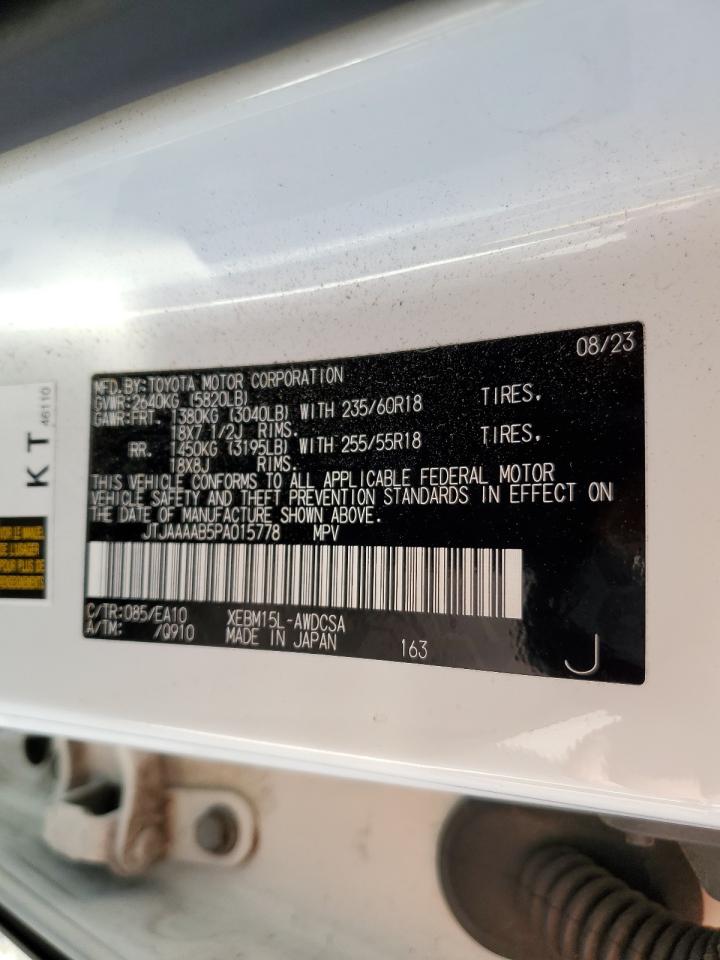 08/23
MFD.BY:TOYOTA MOTOR CORPORATION
GVWR:2640KG (5820LB)
GAWR:FRT. 1380KG (3040LB) WITH 235/60R18 TIRES,
18X7 1/2J RIMS.
RR. 1450KG (3195LB) WITH 255/55R18 TIRES,
18X8J RIMS.
THIS VEHICLE CONFORMS TO ALL APPLICABLE FEDERAL MOTOR
VEHICLE SAFETY AND THEFT PREVENTION STANDARDS IN EFFECT ON
THE DATE OF MANUFACTURE SHOWN ABOVE.
JTJAAAAB5PA015778 MPV
C/TR:085/EA10 XEBM15L-AWDCSA
A/TM: /Q910 MADE IN JAPAN 163
J
KT
46110